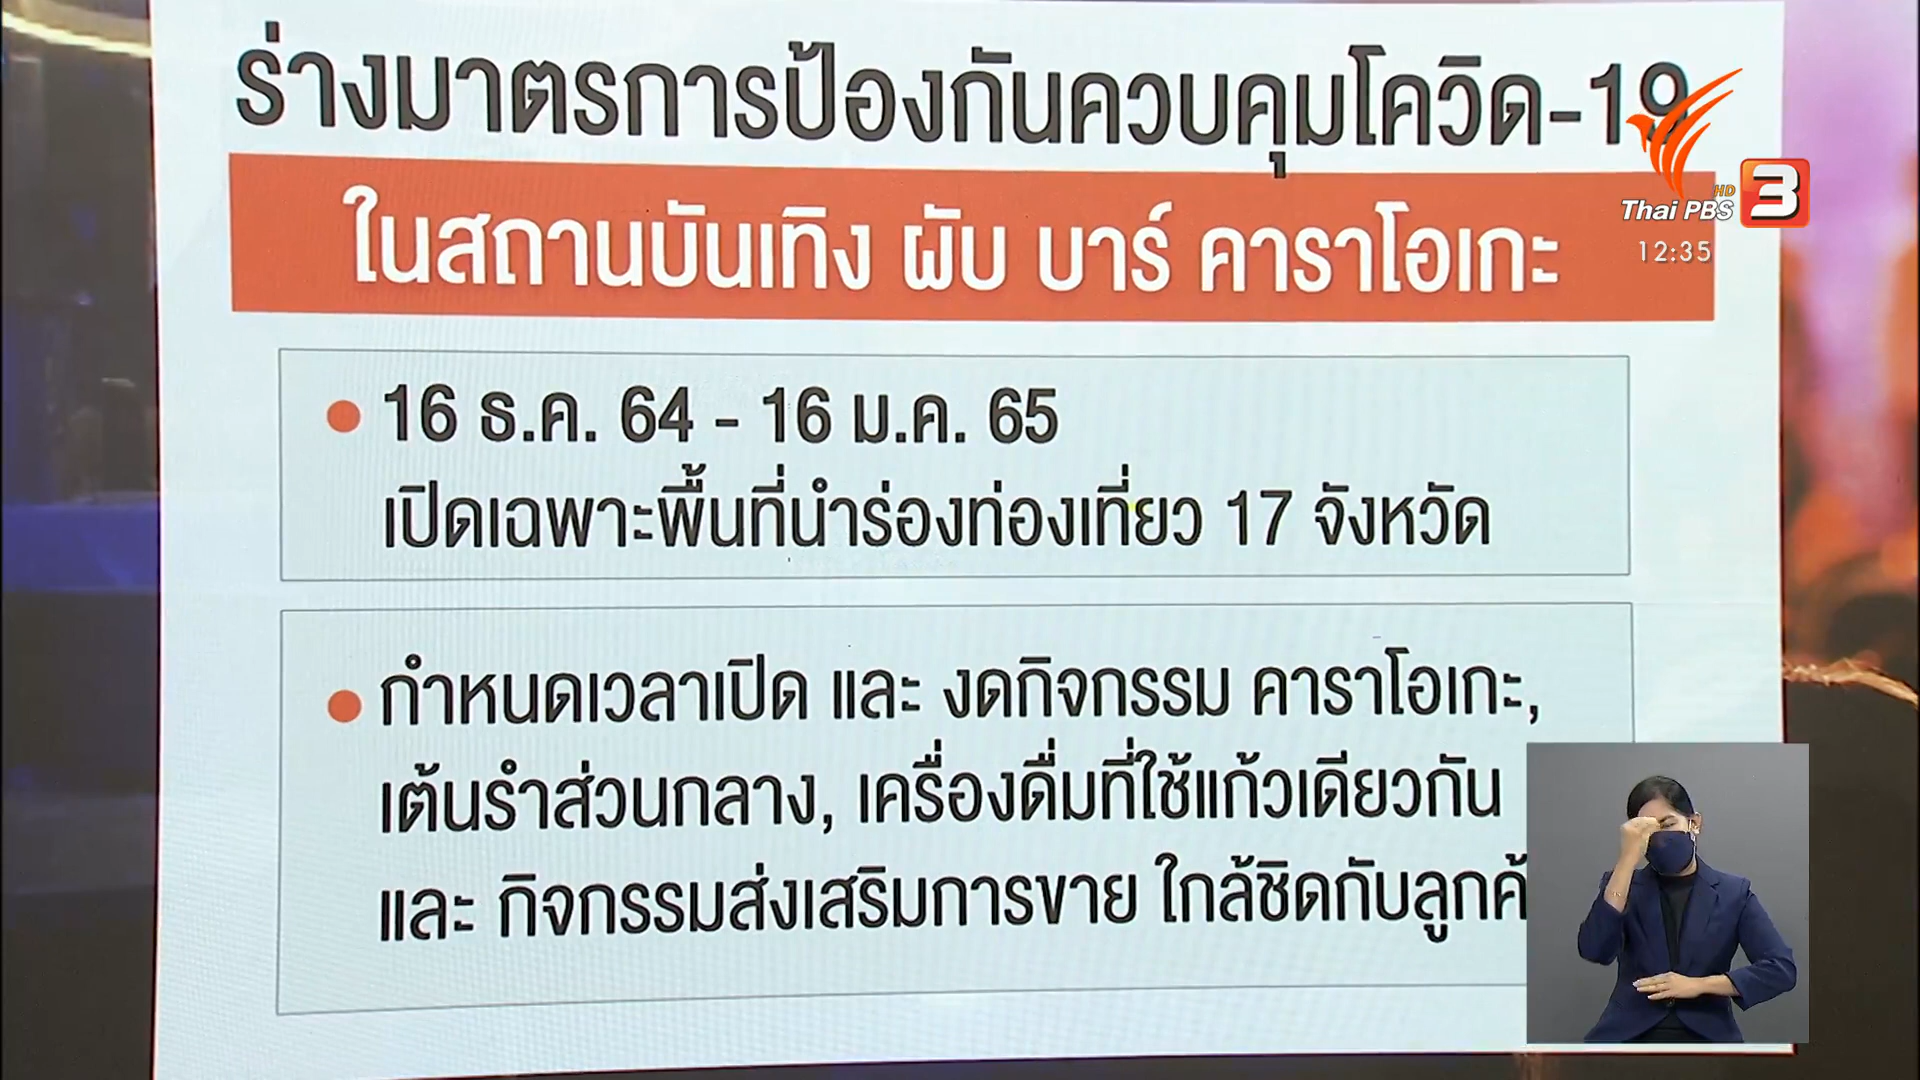 ร่างมาตรการป้องกันควบคุมโควิด-19
ในสถานบันเทิง ผับ บาร์ คาราโอเกะ
HD
Thai PBS 3
12:35
16 ธ.ค. 64 - 16 ม.ค. 65
เปิดเฉพาะพื้นที่นำร่องท่องเที่ยว 17 จังหวัด
กำหนดเวลาเปิด และ งดกิจกรรม คาราโอเกะ,
เต้นรำส่วนกลาง, เครื่องดื่มที่ใช้แก้วเดียวกัน
และ กิจกรรมส่งเสริมการขาย ใกล้ชิดกับลูกค้